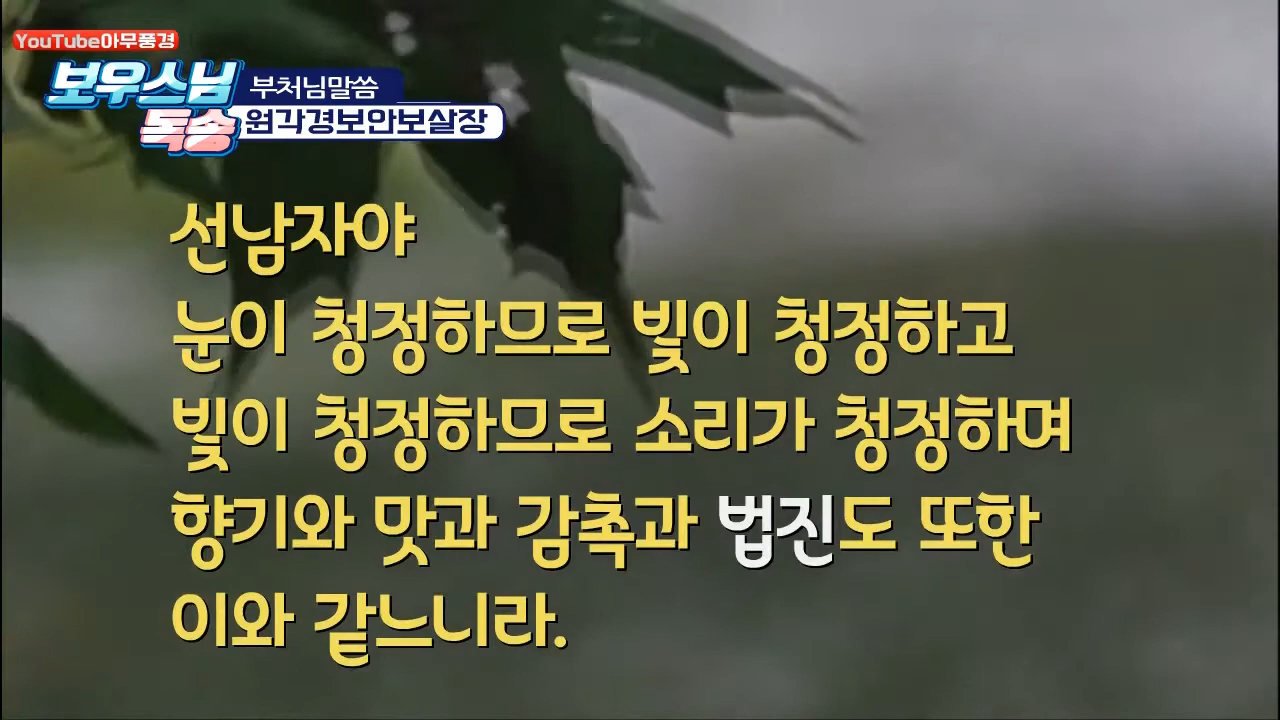 YouTube아무풍경
보우스님
독송
부처님말씀
원각경보안보살장
선남자야
눈이 청정하므로 빛이 청정하고
빛이 청정하므로 소리가 청정하며
향기와 맛과 감촉과 법진도 또한
이와 같느니라.